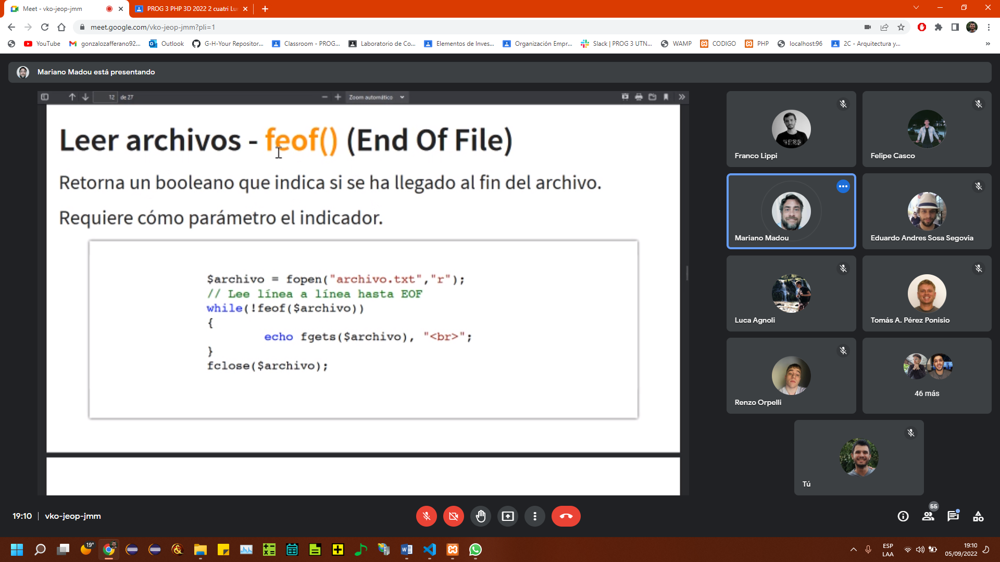 Meet - vko-jeop-jmm
PROG 3 PHP 3D 2022 2 cuatri Lu
meet.google.com/vko-jeop-jmm?pli=1
YouTube
gonzalozafferano92...
Outlook
G-H-Your Repositor...
Classroom - PROG...
Laboratorio de Co...
Elementos de Inves...
Organización Empr...
Slack | PROG 3 UTN...
WAMP
CODIGO
PHP
localhost:96
2C - Arquitectura y...
»
Mariano Madou está presentando
12 de 27
Zoom automático
Leer archivos - feof() (End Of File)
Retorna un booleano que indica si se ha llegado al fin del archivo.
Requiere cómo parámetro el indicador.
$archivo = fopen("archivo.txt","r");
// Lee línea a línea hasta EOF
while(!feof($archivo))
{
echo fgets($archivo), "<br>";
}
fclose($archivo);
Franco Lippi
Felipe Casco
Mariano Madou
Eduardo Andres Sosa Segovia
Luca Agnoli
Tomás A. Pérez Ponisio
Renzo Orpelli
46 más
Tú
19:10 | vko-jeop-jmm
55
19°
ESP
LAA
19:10
05/09/2022